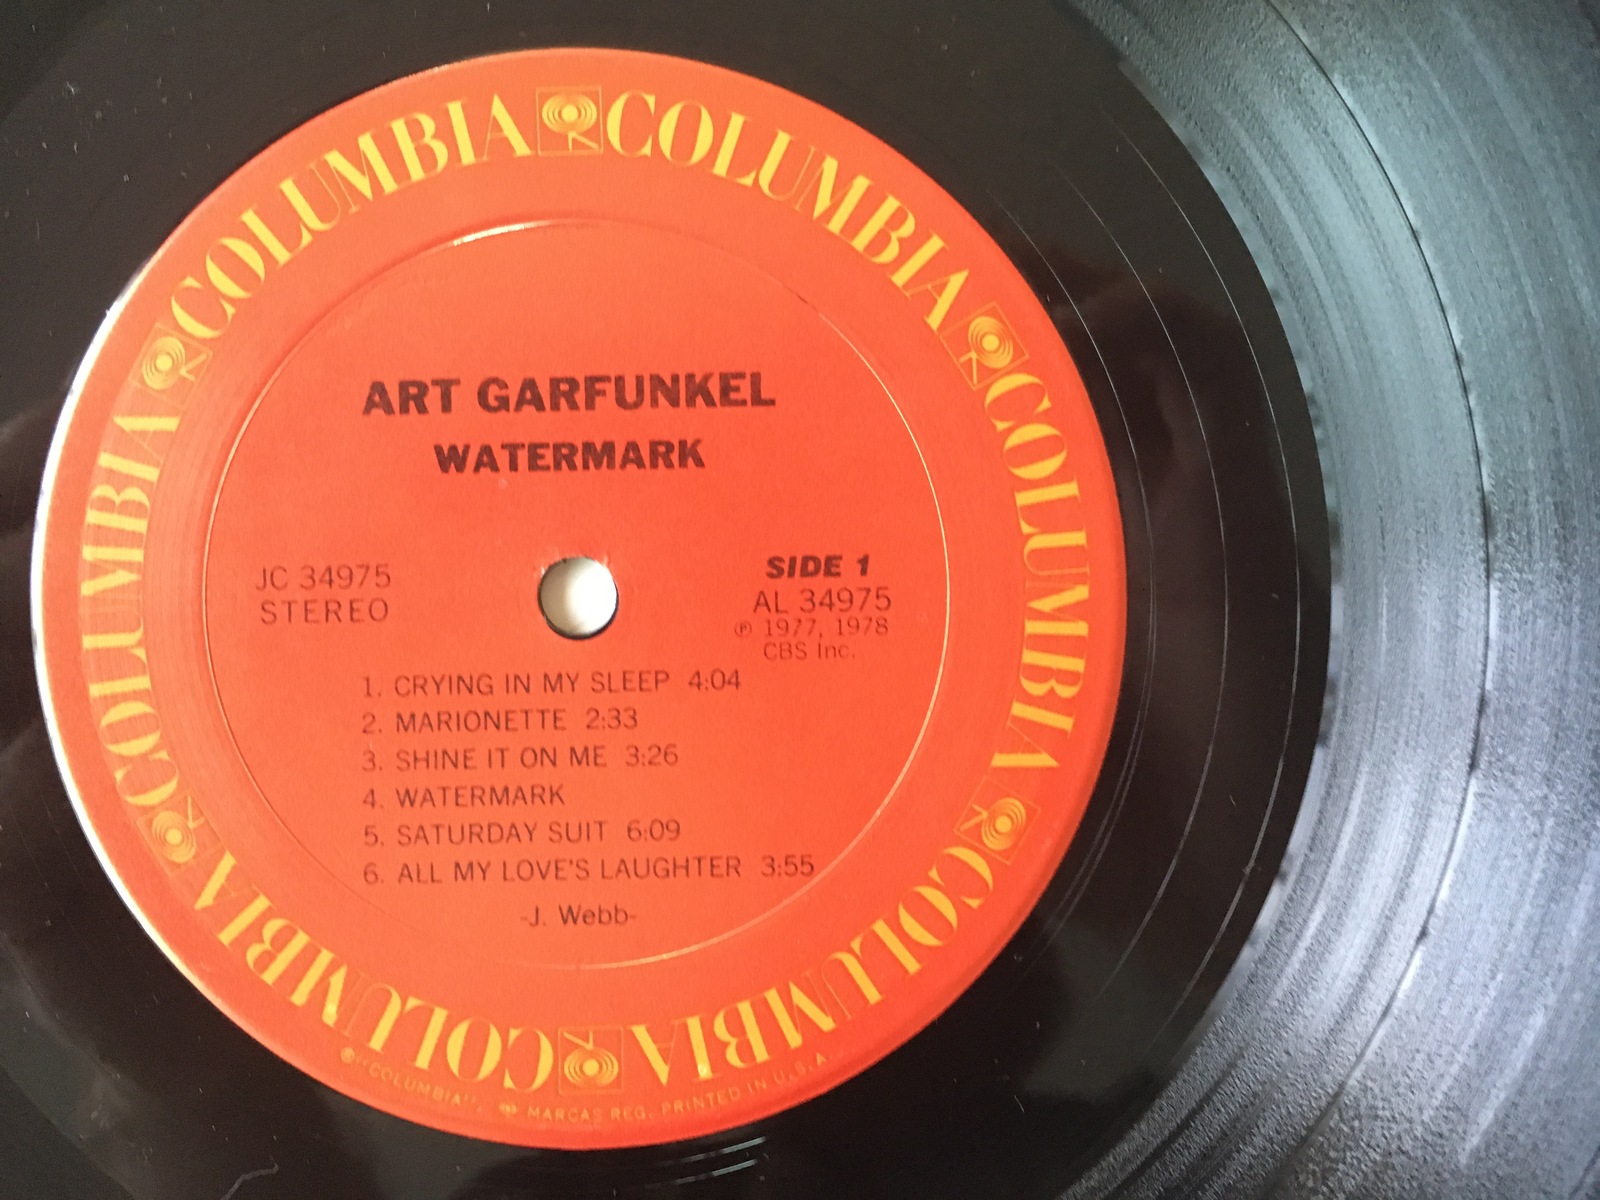 COLUMBIA COLUMBIA COLUMBIA COLUMBIA COLUMBIA COLUMBIA
ART GARFUNKEL
WATERMARK
JC 34975
STEREO
SIDE 1
AL 34975
℗ 1977, 1978
CBS Inc.
1. CRYING IN MY SLEEP 4:04
2. MARIONETTE 2:33
3. SHINE IT ON ME 3:26
4. WATERMARK
5. SATURDAY SUIT 6:09
6. ALL MY LOVE'S LAUGHTER 3:55
-J. Webb-
® "COLUMBIA", MARCAS REG. PRINTED IN U.S.A.